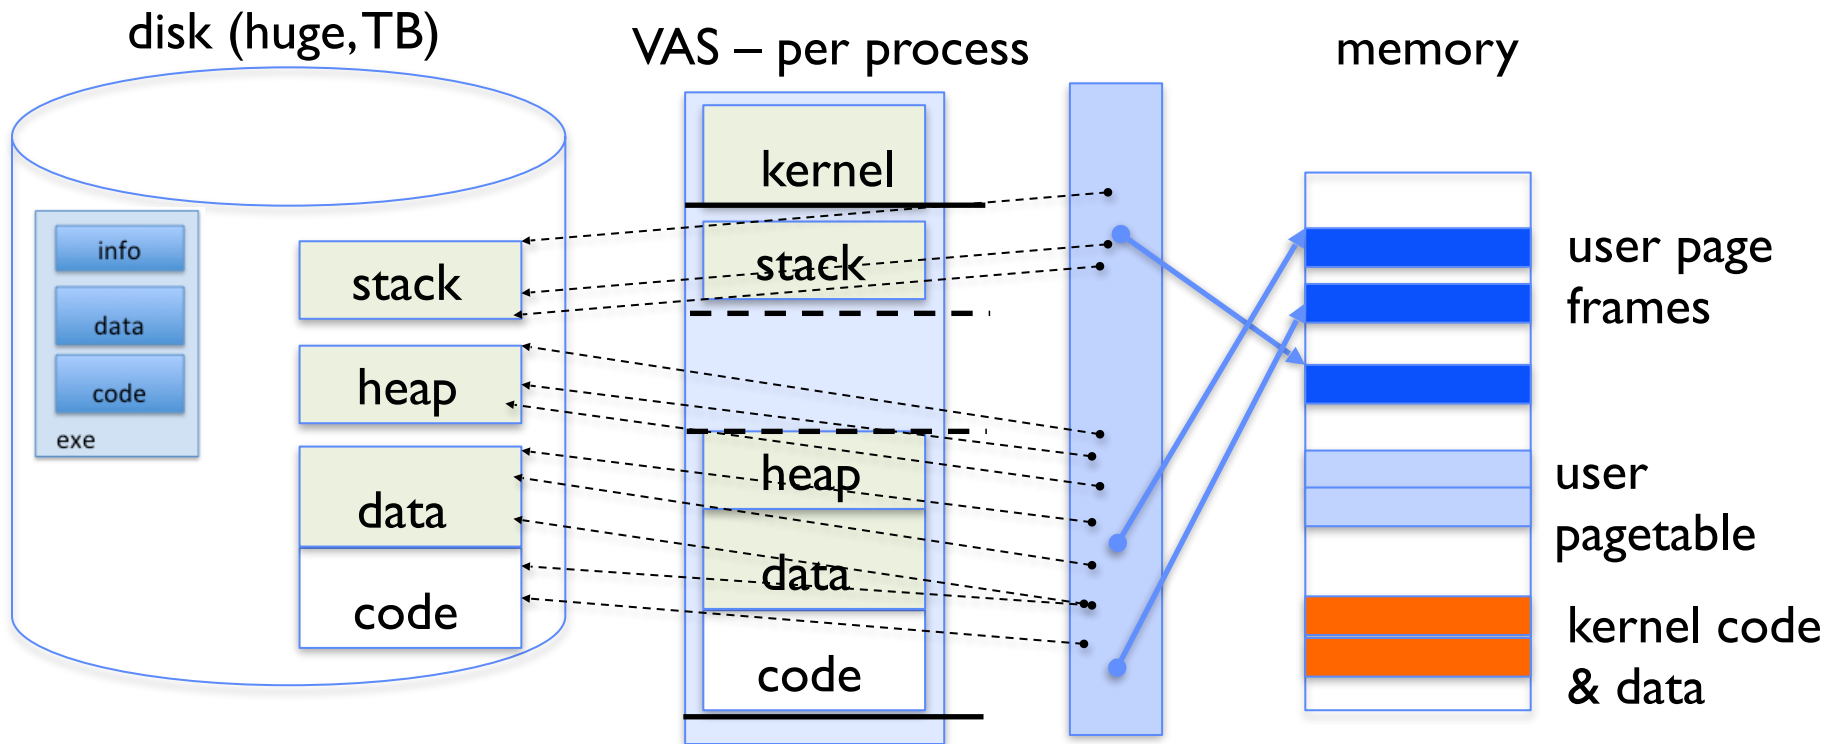 disk (huge, TB)
VAS – per process
memory
info
data
code
exe
stack
heap
data
code
kernel
stack
heap
data
code
user page
frames
user
pagetable
kernel code
& data